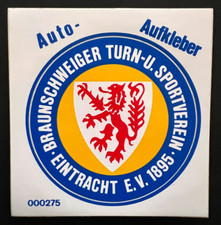 Auto- Aufkleber
BRAUNSCHWEIGER TURN-U. SPORTVEREIN
· EINTRACHT E.V. 1895 ·
000275